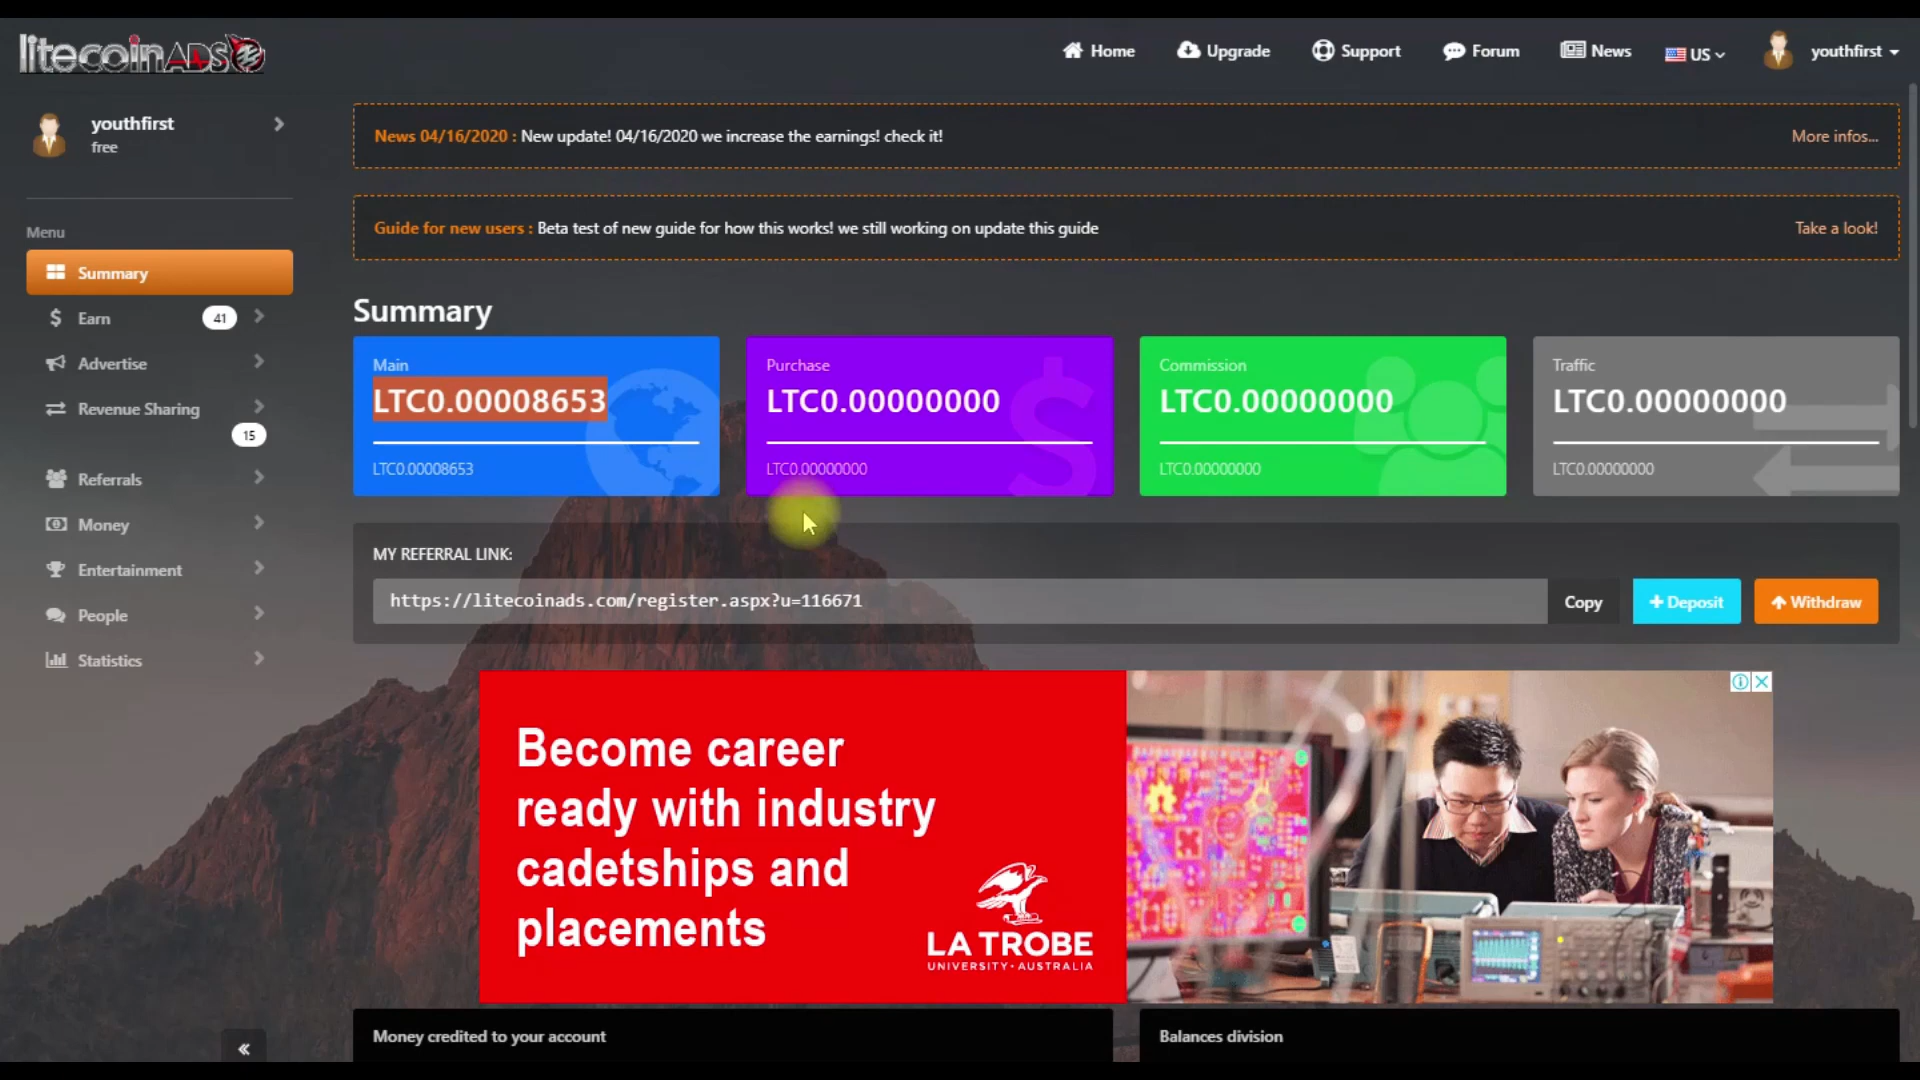 litecoinADS
Home
Upgrade
Support
Forum
News
US
youthfirst
youthfirst
free
News 04/16/2020 : New update! 04/16/2020 we increase the earnings! check it!
More infos...
Guide for new users : Beta test of new guide for how this works! we still working on update this guide
Take a look!
Menu
Summary
Earn
41
Advertise
Revenue Sharing
15
Referrals
Money
Entertainment
People
Statistics
Summary
Main
LTC0.00008653
LTC0.00008653
Purchase
LTC0.00000000
LTC0.00000000
Commission
LTC0.00000000
LTC0.00000000
Traffic
LTC0.00000000
LTC0.00000000
MY REFERRAL LINK:
https://litecoinads.com/register.aspx?u=116671
Copy
+ Deposit
Withdraw
Become career
ready with industry
cadetships and
placements
LA TROBE
UNIVERSITY · AUSTRALIA
Money credited to your account
Balances division